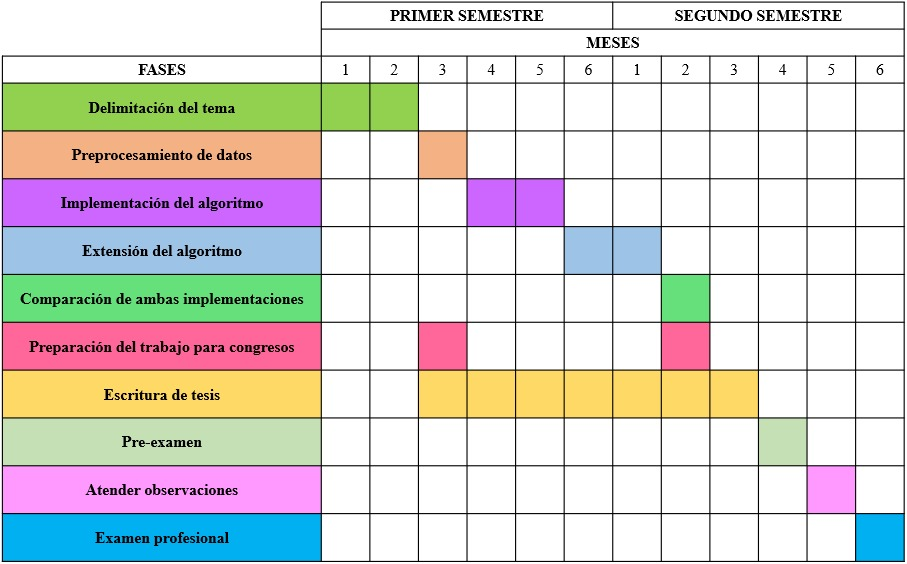 PRIMER SEMESTRE SEGUNDO SEMESTRE
MESES
FASES 1 2 3 4 5 6 1 2 3 4 5 6
Delimitación del tema
Preprocesamiento de datos
Implementación del algoritmo
Extensión del algoritmo
Comparación de ambas implementaciones
Preparación del trabajo para congresos
Escritura de tesis
Pre-examen
Atender observaciones
Examen profesional